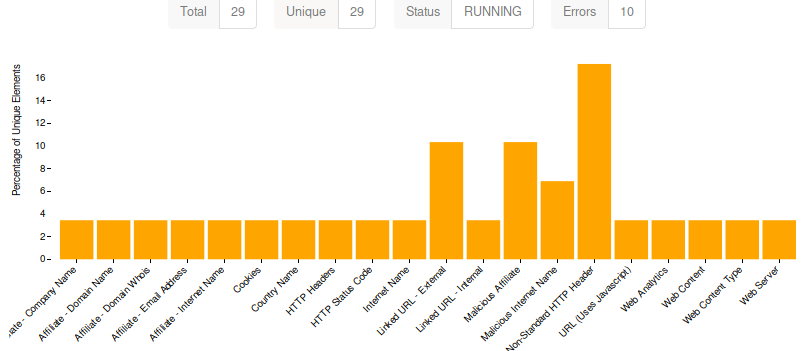 Total 29 Unique 29 Status RUNNING Errors 10
Percentage of Unique Elements
16
14
12
10
8
6
4
2
0
ate - Company Name
Affiliate - Domain Name
Affiliate - Domain Whois
Affiliate - Email Address
Affiliate - Internet Name
Cookies
Country Name
HTTP Headers
HTTP Status Code
Internet Name
Linked URL - External
Linked URL - Internal
Malicious Affiliate
Malicious Internet Name
Non-Standard HTTP Header
URL (Uses Javascript)
Web Analytics
Web Content
Web Content Type
Web Server